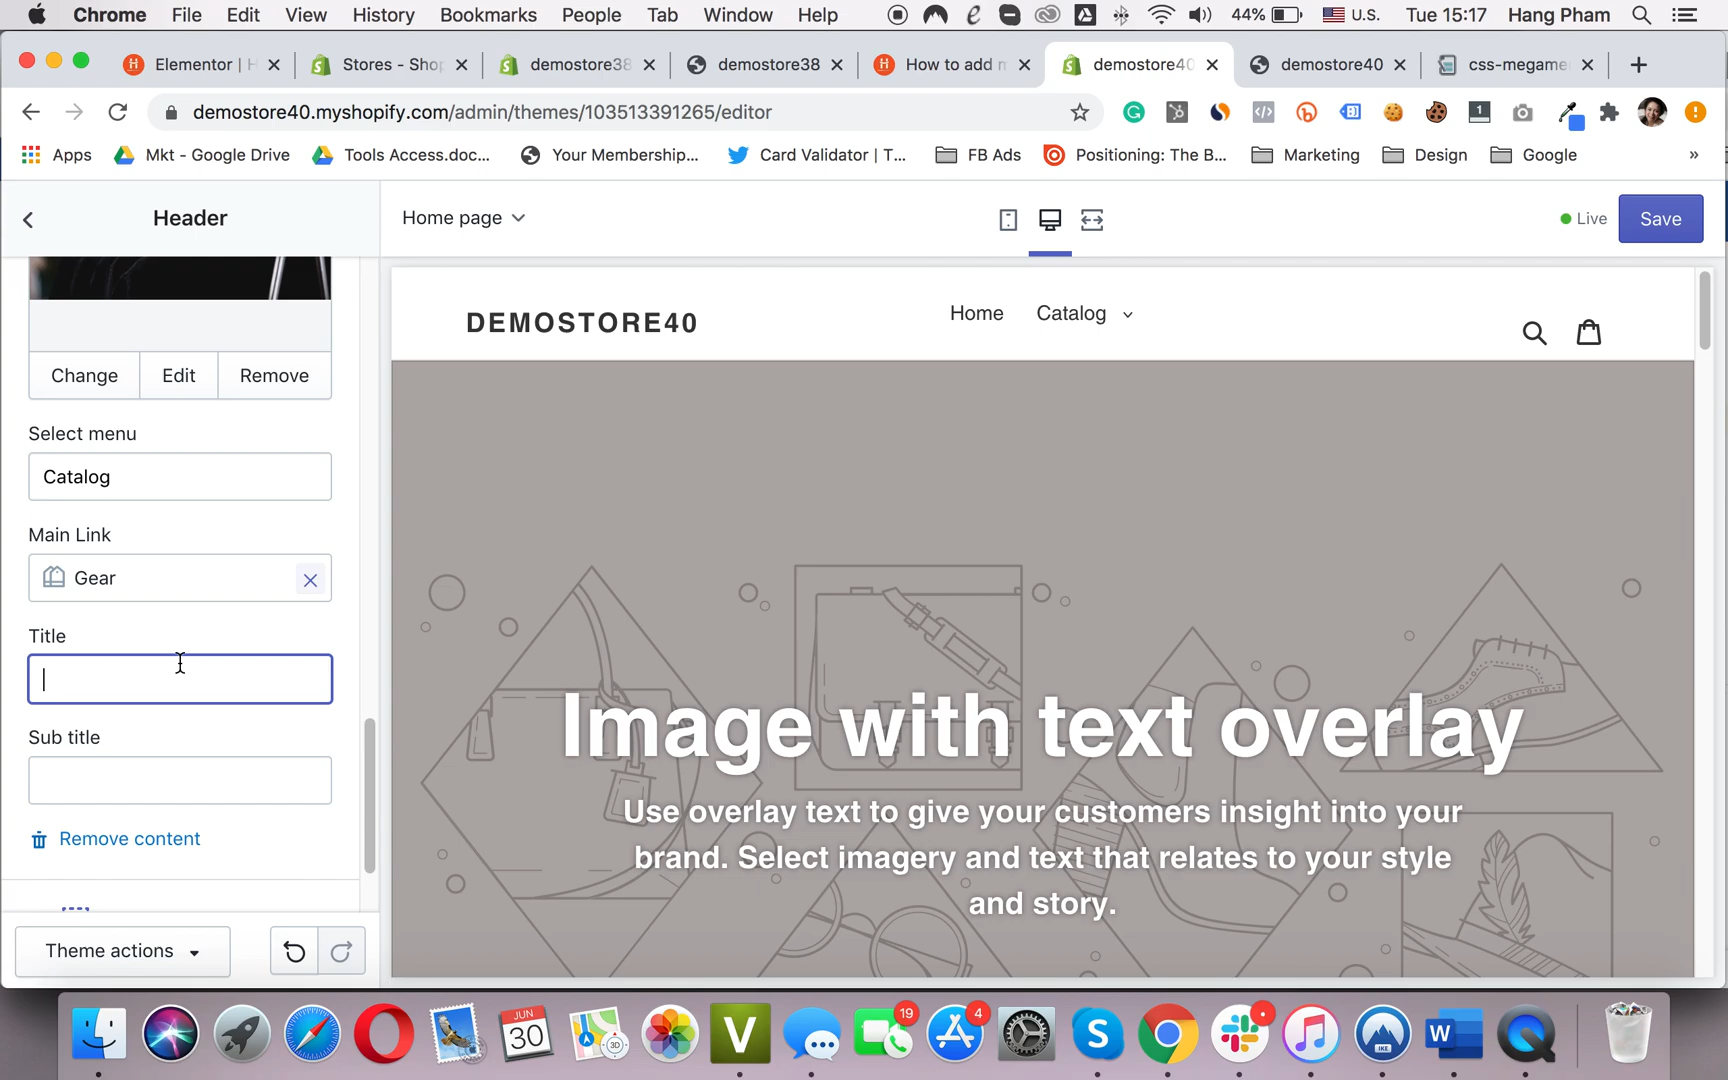 Chrome File Edit View History Bookmarks People Tab Window Help 44% U.S. Tue 15:17 Hang Pham
Elementor | H Stores - Shop demostore38 demostore38 How to add m demostore40 demostore40 css-megame
demostore40.myshopify.com/admin/themes/103513391265/editor
Apps Mkt - Google Drive Tools Access.doc... Your Membership... Card Validator | T... FB Ads Positioning: The B... Marketing Design Google »
Header Home page Live Save
DEMOSTORE40 Home Catalog
Change Edit Remove
Select menu
Catalog
Main Link
Gear
Title
Sub title
Remove content
Image with text overlay
Use overlay text to give your customers insight into your
brand. Select imagery and text that relates to your style
and story.
Theme actions
JUN
30
3D
V
19
4
S
IKE
W